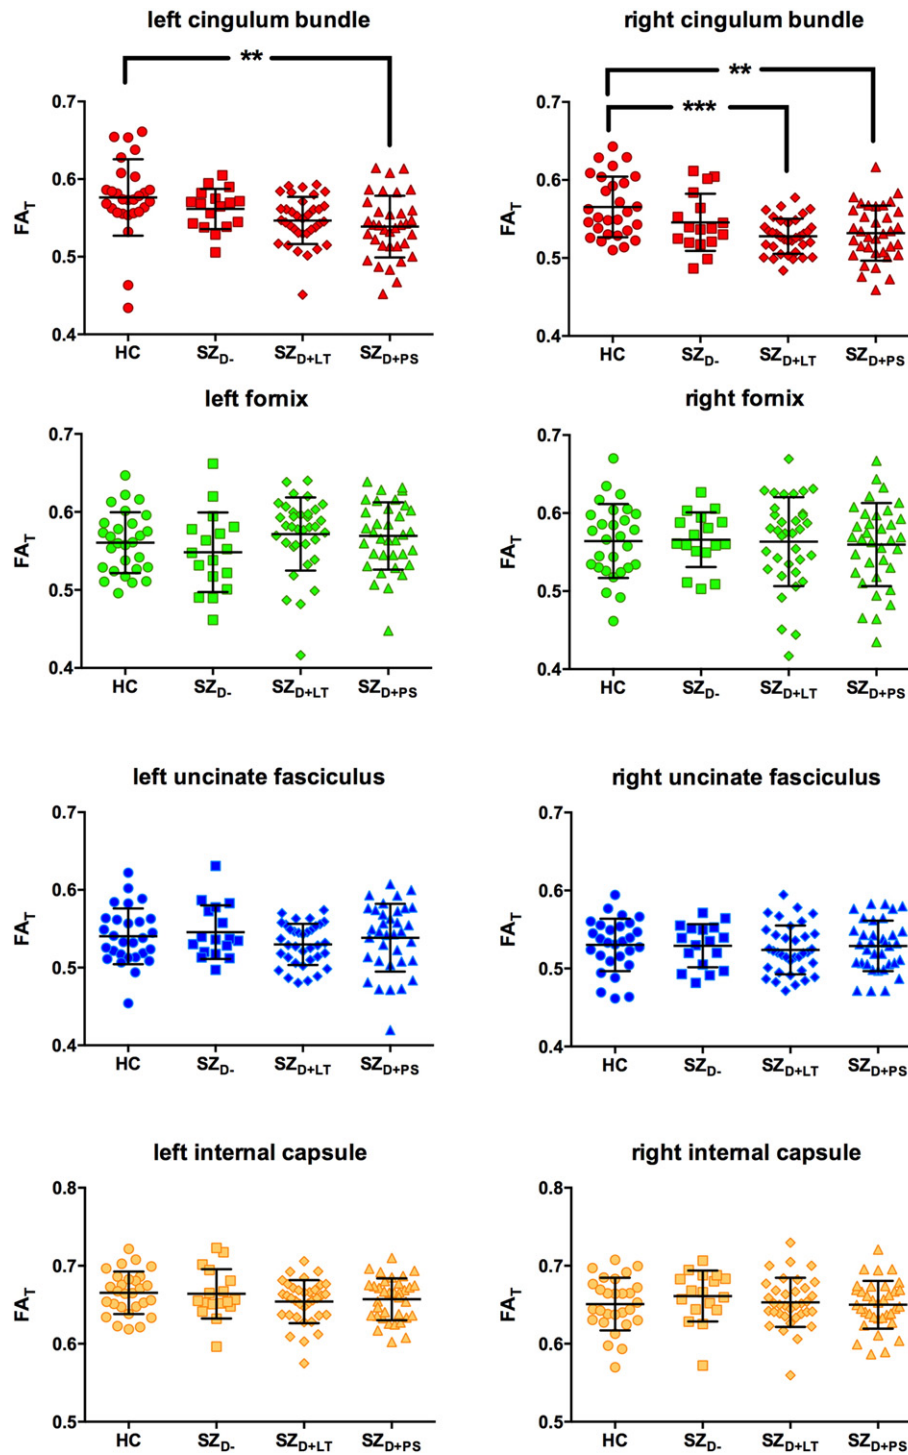 left cingulum bundle
**
0.7
0.6
FA_T
0.5
0.4
HC
SZ_D-
SZ_D+LT
SZ_D+PS
right cingulum bundle
**
***
0.7
0.6
FA_T
0.5
0.4
HC
SZ_D-
SZ_D+LT
SZ_D+PS
left fornix
0.7
0.6
FA_T
0.5
0.4
HC
SZ_D-
SZ_D+LT
SZ_D+PS
right fornix
0.7
0.6
FA_T
0.5
0.4
HC
SZ_D-
SZ_D+LT
SZ_D+PS
left uncinate fasciculus
0.7
0.6
FA_T
0.5
0.4
HC
SZ_D-
SZ_D+LT
SZ_D+PS
right uncinate fasciculus
0.7
0.6
FA_T
0.5
0.4
HC
SZ_D-
SZ_D+LT
SZ_D+PS
left internal capsule
0.8
0.7
FA_T
0.6
0.5
HC
SZ_D-
SZ_D+LT
SZ_D+PS
right internal capsule
0.8
0.7
FA_T
0.6
0.5
HC
SZ_D-
SZ_D+LT
SZ_D+PS